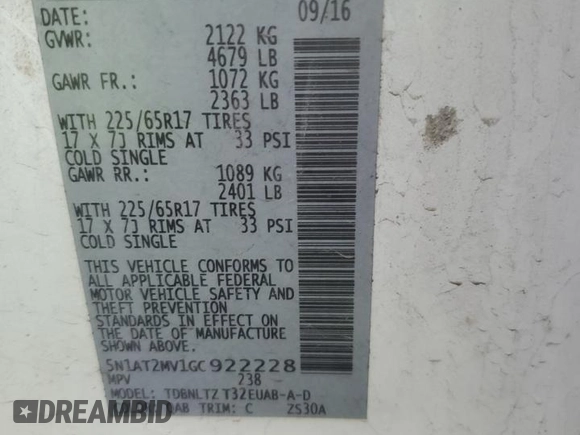 DATE: 09/16
GVWR: 2122 KG
4679 LB
GAWR FR.: 1072 KG
2363 LB
WITH 225/65R17 TIRES
17 X 7J RIMS AT 33 PSI
COLD SINGLE
GAWR RR.: 1089 KG
2401 LB
WITH 225/65R17 TIRES
17 X 7J RIMS AT 33 PSI
COLD SINGLE
THIS VEHICLE CONFORMS TO
ALL APPLICABLE FEDERAL
MOTOR VEHICLE SAFETY AND
THEFT PREVENTION
STANDARDS IN EFFECT ON
THE DATE OF MANUFACTURE
SHOWN ABOVE.
5N1AT2MV1GC922228
MPV 238
MODEL: TDBNLTZ T32EUAB-A-D
TRIM: C ZS30A
DID I CARFAX.COM